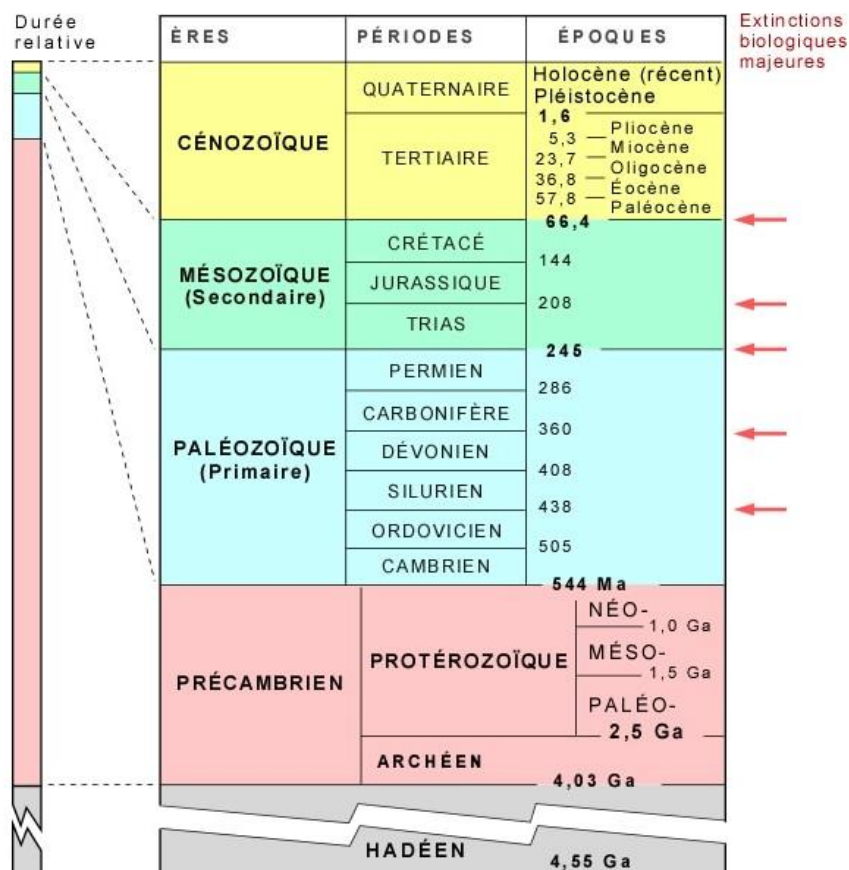 Durée
relative
ÈRES
PÉRIODES
ÉPOQUES
Extinctions
biologiques
majeures
CÉNOZOÏQUE
QUATERNAIRE
Holocène (récent)
Pléistocène
1,6
TERTIAIRE
5,3
Pliocène
Miocène
23,7
Oligocène
36,8
Éocène
57,8
Paléocène
66,4
MÉSOZOÏQUE
(Secondaire)
CRÉTACÉ
144
JURASSIQUE
208
TRIAS
245
PALÉOZOÏQUE
(Primaire)
PERMIEN
286
CARBONIFÈRE
360
DÉVONIEN
408
SILURIEN
438
ORDOVICIEN
505
CAMBRIEN
544 Ma
PRÉCAMBRIEN
PROTÉROZOÏQUE
NÉO-
1,0 Ga
MÉSO-
1,5 Ga
PALÉO-
2,5 Ga
ARCHÉEN
4,03 Ga
HADÉEN
4,55 Ga